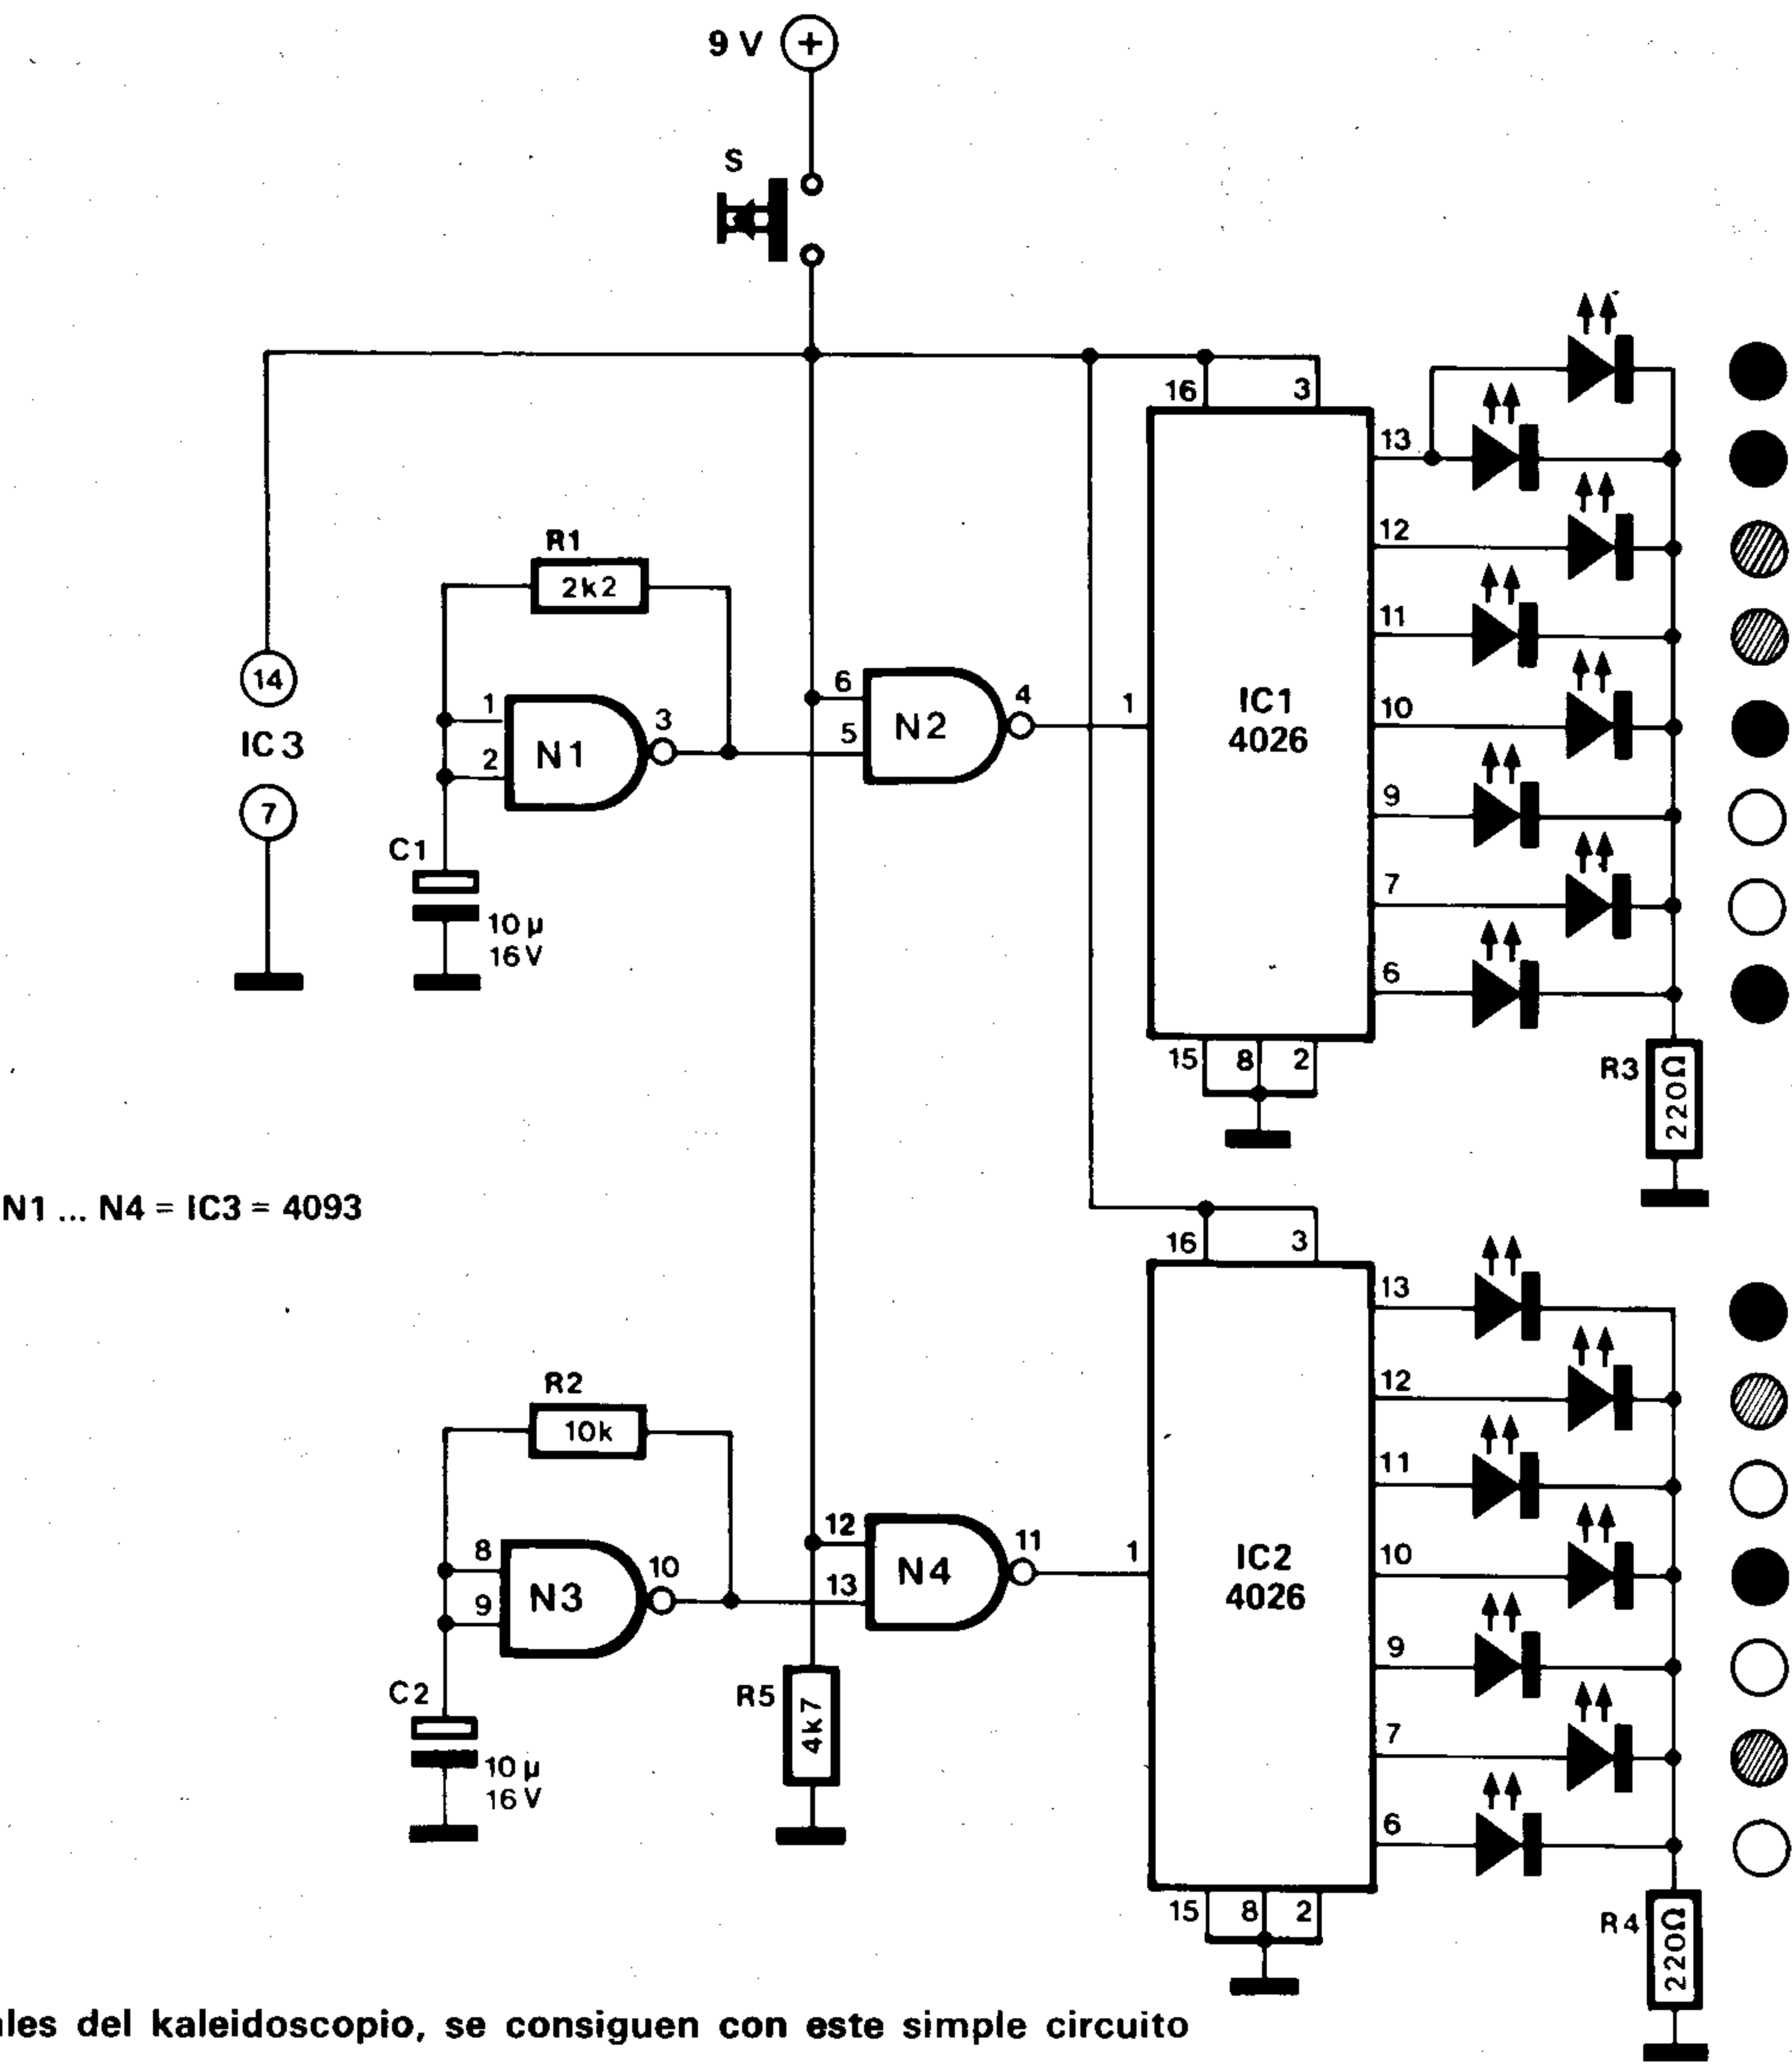 9 V +
S
16 3
13
12
R1
2k2
11
14
6 4
1 3 N2 1 IC1 10
IC 3 5 4026
2 N1
9
7
C1
7
10 µ
16 V
6
15 8 2
R3
220Ω
N1 ... N4 = IC3 = 4093
16 3
13
R2
12
10k
11
12 11
8 10 N4 1 IC2 10
N3 13 4026
9
9
C2
R5
4k7
7
10 µ
16 V
6
15 8 2
R4
220Ω
ales del kaleidoscopio, se consiguen con este simple circuito